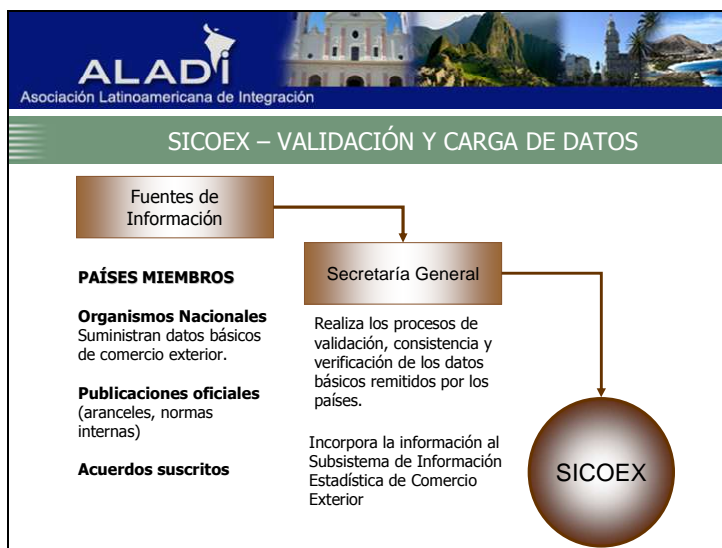 ALADi
Asociación Latinoamericana de Integración
SICOEX – VALIDACIÓN Y CARGA DE DATOS
Fuentes de
Información
PAÍSES MIEMBROS
Organismos Nacionales
Suministran datos básicos
de comercio exterior.
Publicaciones oficiales
(aranceles, normas
internas)
Acuerdos suscritos
Secretaría General
Realiza los procesos de
validación, consistencia y
verificación de los datos
básicos remitidos por los
países.
Incorpora la información al
Subsistema de Información
Estadística de Comercio
Exterior
SICOEX